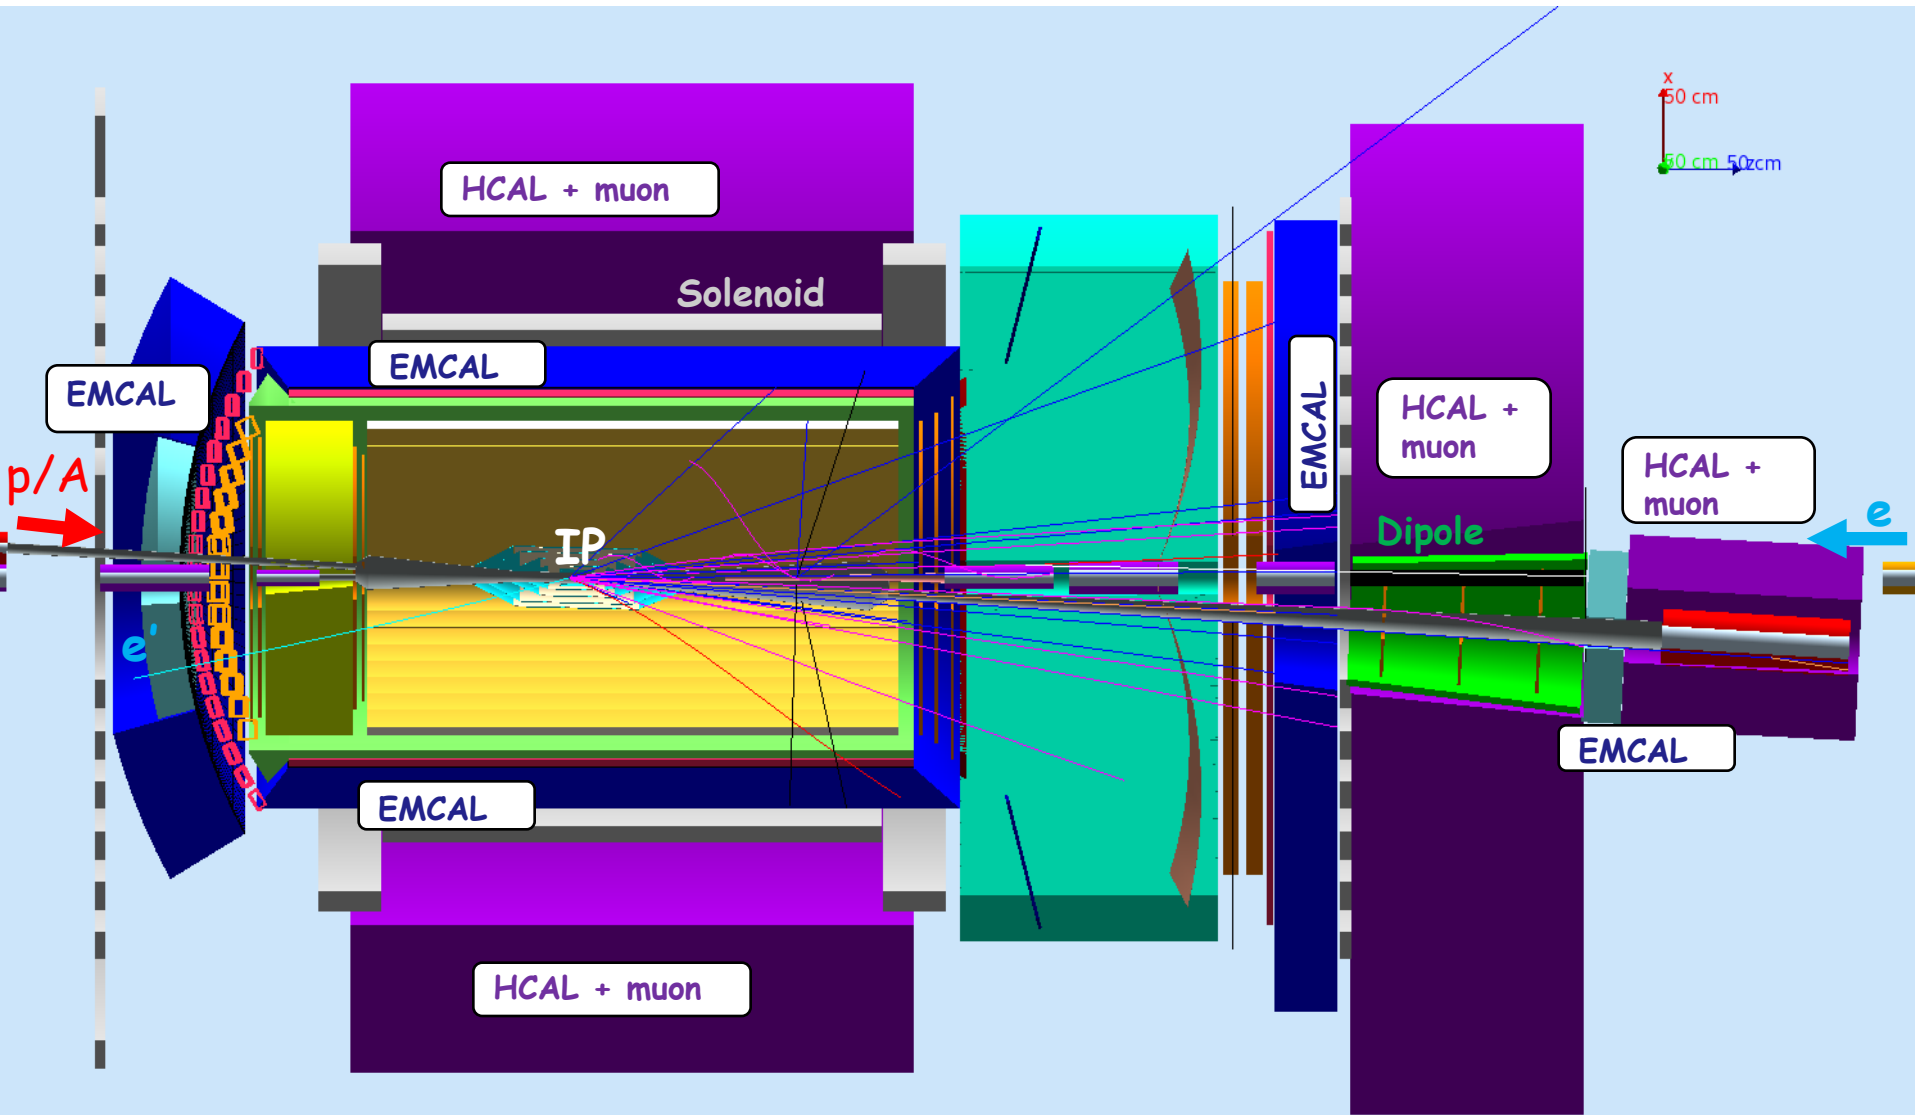 x
50 cm
50 cm 50 cm
z
HCAL + muon
Solenoid
EMCAL
EMCAL
EMCAL
HCAL +
muon
HCAL +
muon
p/A
e
IP
Dipole
e'
EMCAL
EMCAL
HCAL + muon